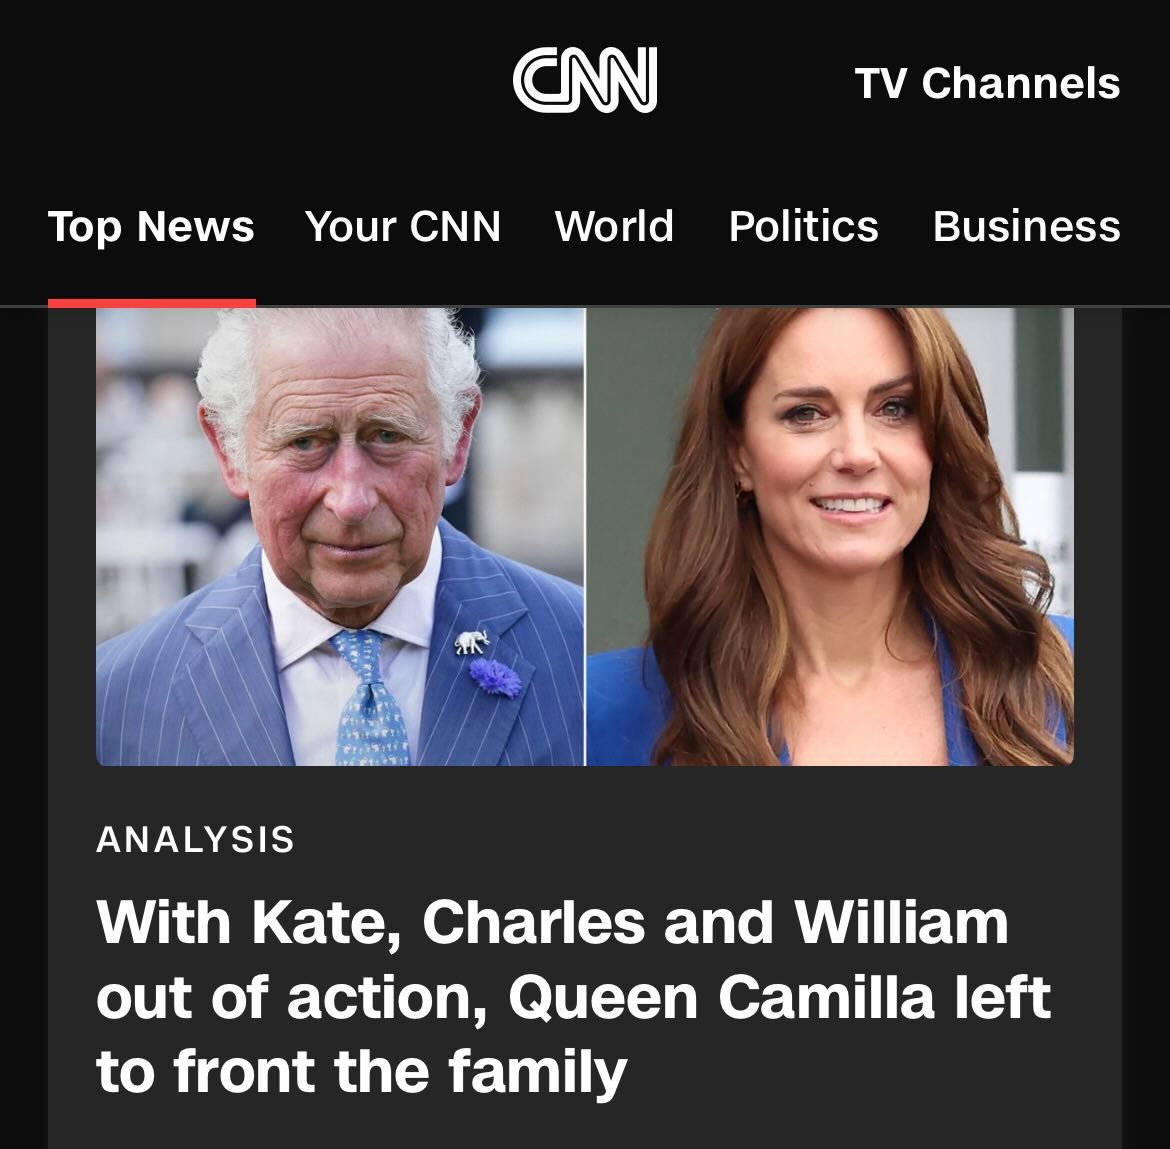 CNN
TV Channels
Top News Your CNN World Politics Business
ANALYSIS
With Kate, Charles and William
out of action, Queen Camilla left
to front the family